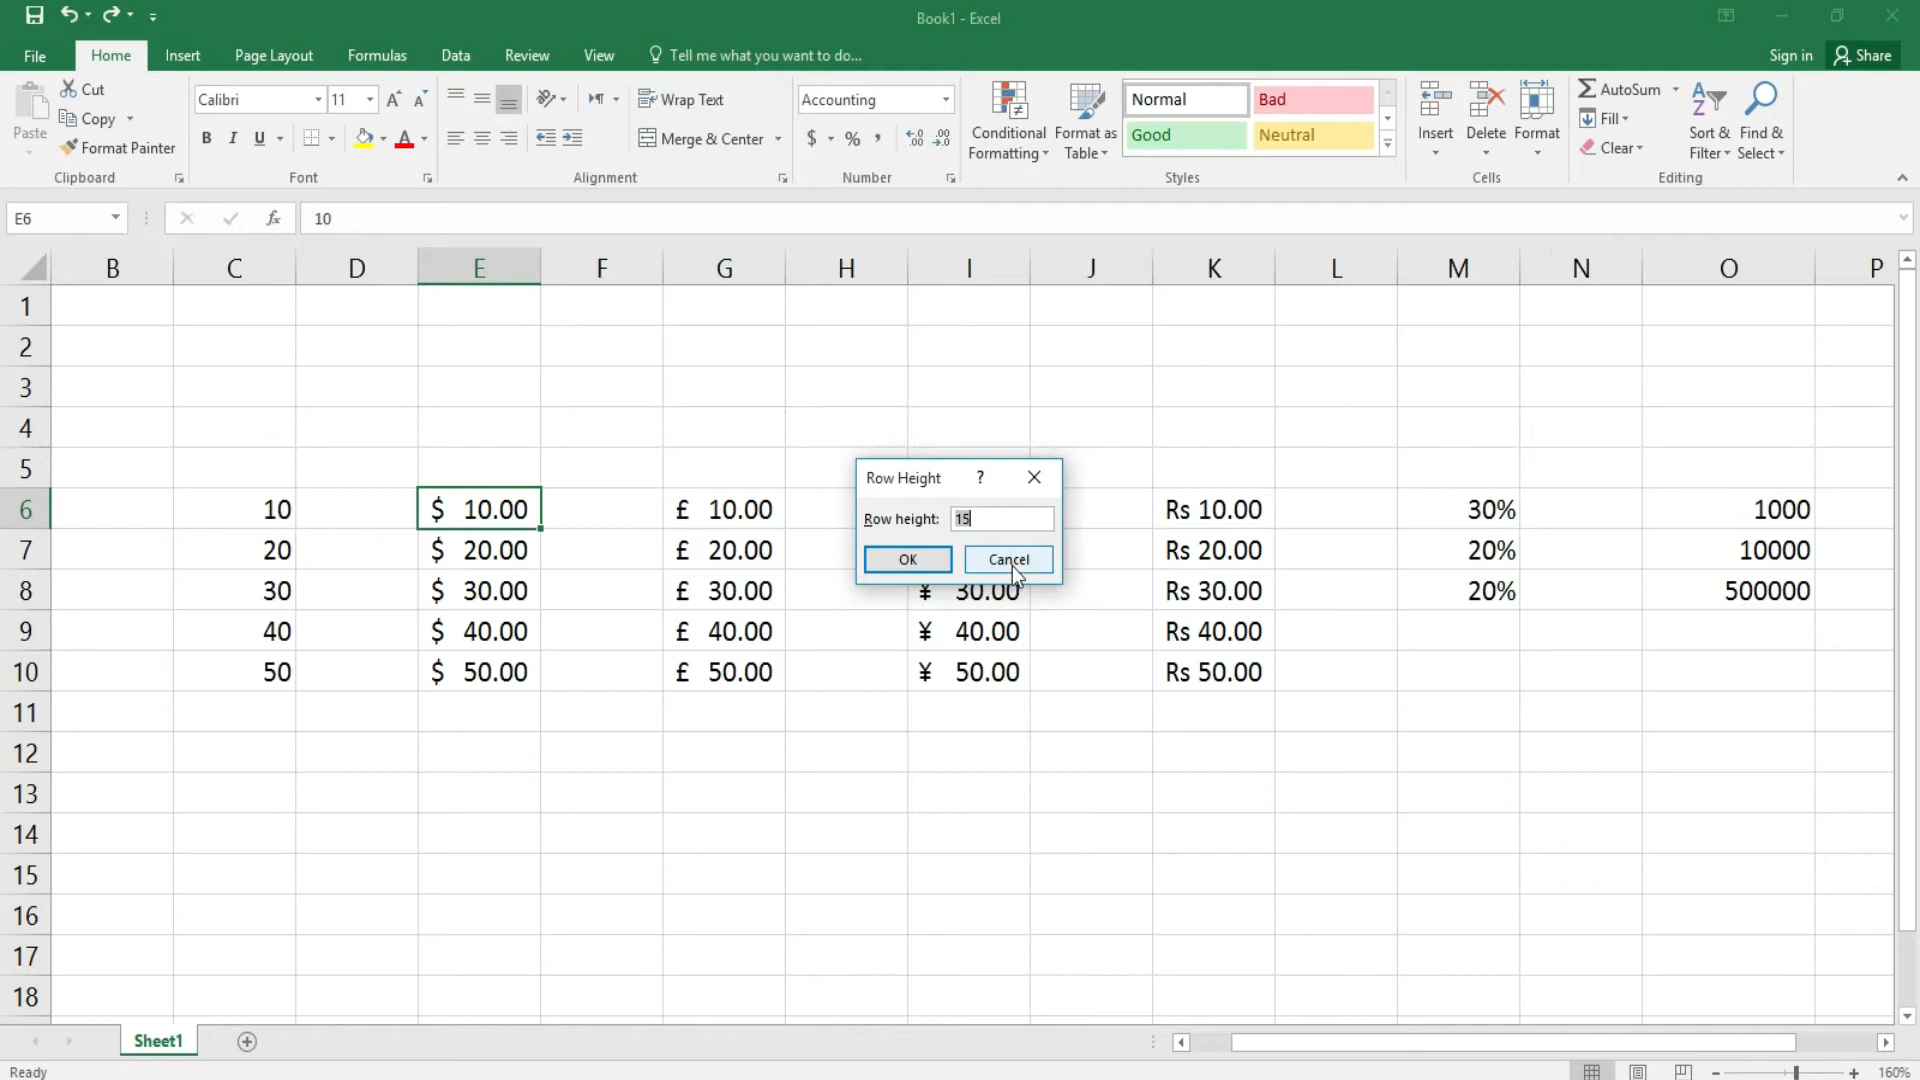 Book1 - Excel
File Home Insert Page Layout Formulas Data Review View Tell me what you want to do... Sign in Share
Paste
Cut
Copy
Format Painter
Clipboard
Calibri 11
B I U
Font
Wrap Text
Merge & Center
Alignment
Accounting
$ % ,
Number
Conditional Formatting
Format as Table
Normal Bad
Good Neutral
Styles
Insert Delete Format
Cells
AutoSum
Fill
Clear
Sort & Filter
Find & Select
Editing
E6 fx 10
B C D E F G H I J K L M N O P
1
2
3
4
5
6 10 $ 10.00 £ 10.00 Rs 10.00 30% 1000
7 20 $ 20.00 £ 20.00 Rs 20.00 20% 10000
8 30 $ 30.00 £ 30.00 ¥ 30.00 Rs 30.00 20% 500000
9 40 $ 40.00 £ 40.00 ¥ 40.00 Rs 40.00
10 50 $ 50.00 £ 50.00 ¥ 50.00 Rs 50.00
11
12
13
14
15
16
17
18
Row Height ?
Row height: 15
OK Cancel
Sheet1
Ready 160%